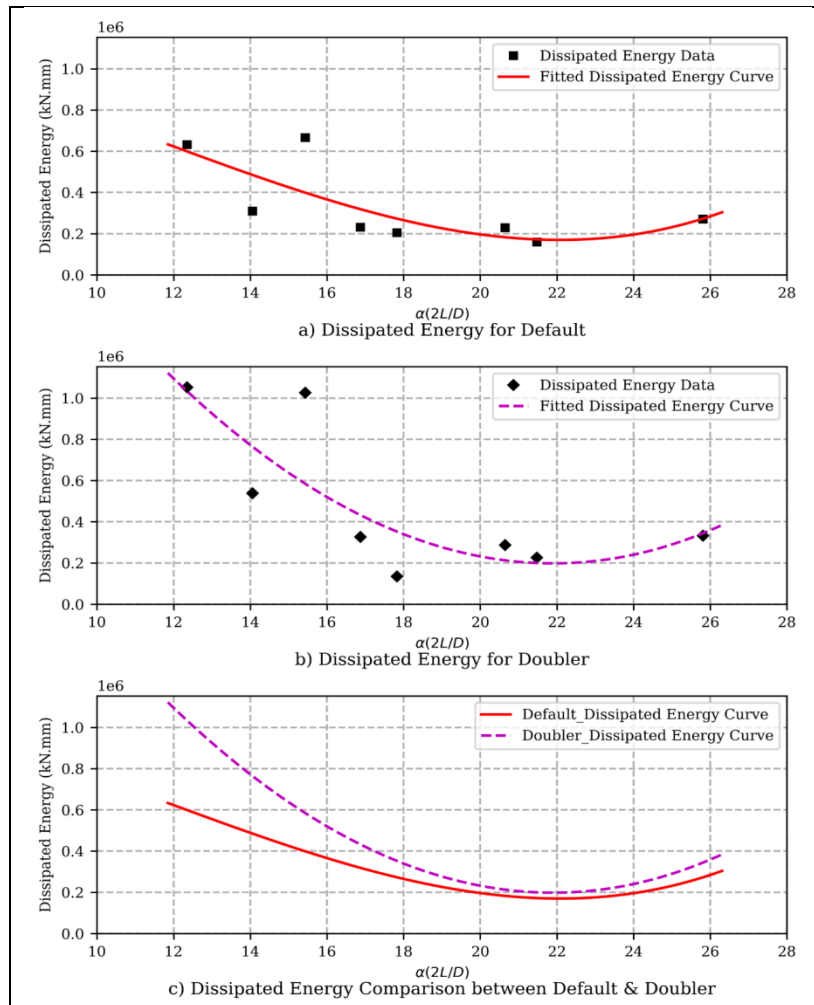 1e6
Dissipated Energy (kN.mm)
1.0
0.8
0.6
0.4
0.2
0.0
Dissipated Energy Data
Fitted Dissipated Energy Curve
10 12 14 16 18 20 22 24 26 28
α(2L/D)
a) Dissipated Energy for Default
1e6
Dissipated Energy (kN.mm)
1.0
0.8
0.6
0.4
0.2
0.0
Dissipated Energy Data
Fitted Dissipated Energy Curve
10 12 14 16 18 20 22 24 26 28
α(2L/D)
b) Dissipated Energy for Doubler
1e6
Dissipated Energy (kN.mm)
1.0
0.8
0.6
0.4
0.2
0.0
Default_Dissipated Energy Curve
Doubler_Dissipated Energy Curve
10 12 14 16 18 20 22 24 26 28
α(2L/D)
c) Dissipated Energy Comparison between Default & Doubler